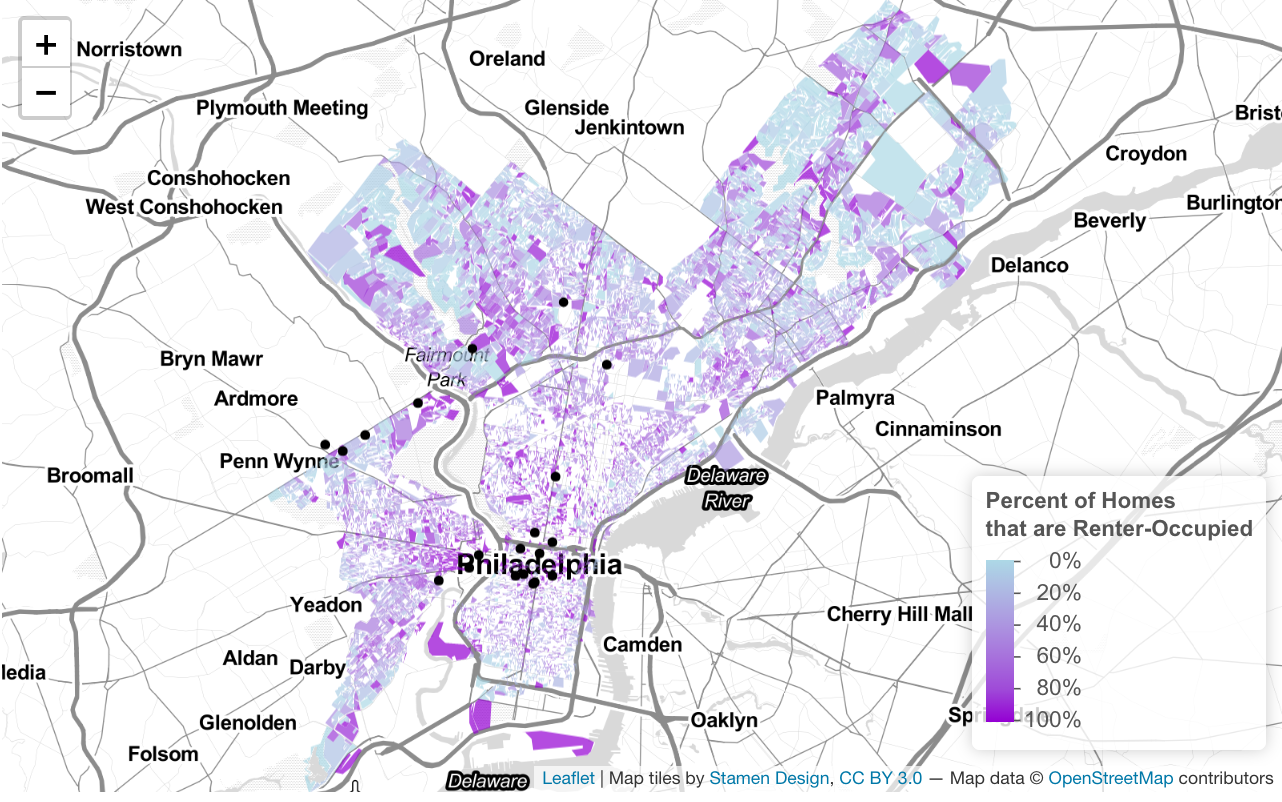 +
−
Norristown
Oreland
Plymouth Meeting
Glenside
Jenkintown
Bristo
Croydon
Conshohocken
West Conshohocken
Burlington
Beverly
Delanco
Fairmount
Park
Bryn Mawr
Ardmore
Palmyra
Cinnaminson
Penn Wynne
Broomall
Delaware
River
Percent of Homes
that are Renter-Occupied
0%
20%
40%
60%
80%
100%
Philadelphia
Yeadon
Cherry Hill Mall
Camden
Aldan
Darby
ledia
Glenolden
Oaklyn
Folsom
Delaware
Leaflet | Map tiles by Stamen Design, CC BY 3.0 — Map data © OpenStreetMap contributors